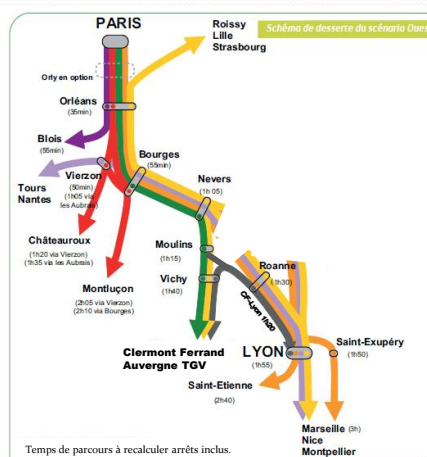 PARIS
Roissy
Lille
Strasbourg
Schéma de desserte du scénario Oues
Orly en option
Orléans
(35min)
Blois
(55min)
Bourges
(55min)
Vierzon
(50min)
(1h05 via
les Aubrais)
Nevers
(1h 05)
Tours
Nantes
Châteauroux
(1h20 via Vierzon)
(1h35 via les Aubrais)
Moulins
(1h15)
Roanne
(1h30)
Vichy
(1h40)
Montluçon
(2h05 via Vierzon)
(2h10 via Bourges)
CF-Lyon 1h20
Clermont Ferrand
Auvergne TGV
LYON
(1h55)
Saint-Exupéry
(1h50)
Saint-Etienne
(2h40)
Marseille (3h)
Nice
Montpellier
Temps de parcours à recalculer arrêts inclus.